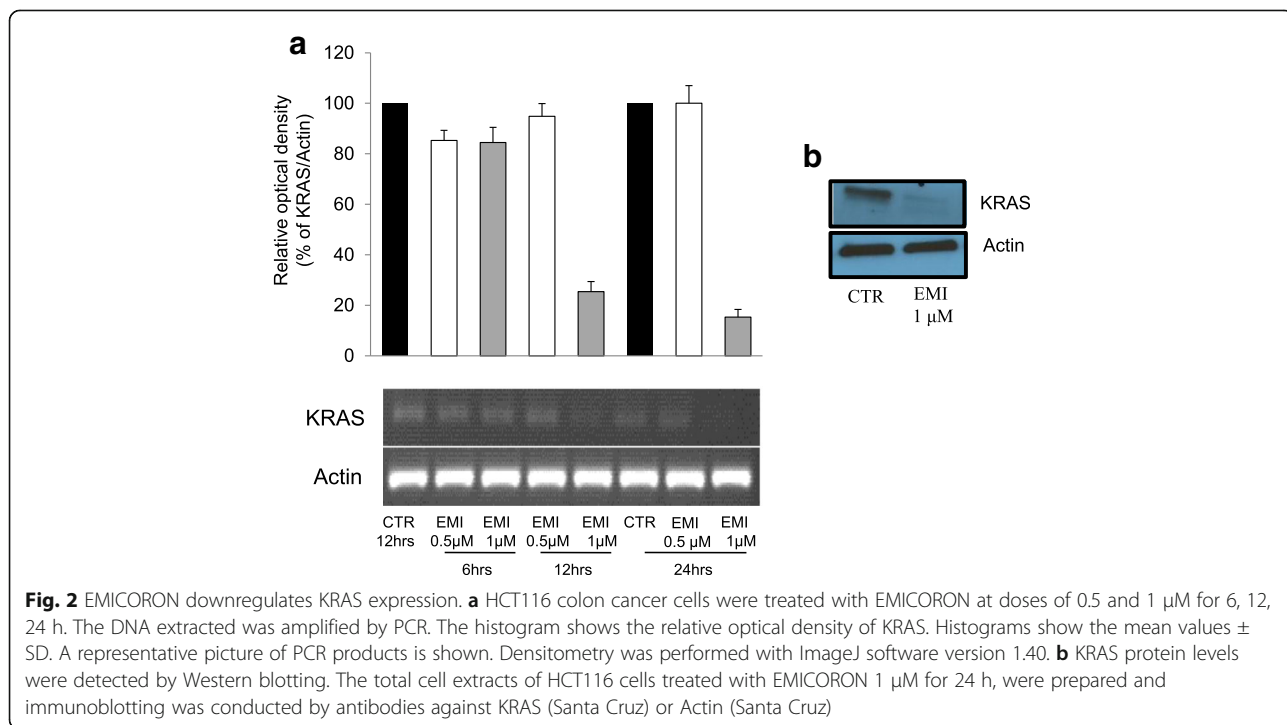 a
120
100
80
60
40
20
0
Relative optical density
(% of KRAS/Actin)
KRAS
Actin
CTR EMI EMI EMI EMI CTR EMI EMI
12hrs 0.5µM 1µM 0.5µM 1µM 0.5 µM 1µM
6hrs 12hrs 24hrs
b
KRAS
Actin
CTR EMI
1 µM
Fig. 2 EMICORON downregulates KRAS expression. a HCT116 colon cancer cells were treated with EMICORON at doses of 0.5 and 1 µM for 6, 12,
24 h. The DNA extracted was amplified by PCR. The histogram shows the relative optical density of KRAS. Histograms show the mean values ±
SD. A representative picture of PCR products is shown. Densitometry was performed with ImageJ software version 1.40. b KRAS protein levels
were detected by Western blotting. The total cell extracts of HCT116 cells treated with EMICORON 1 µM for 24 h, were prepared and
immunoblotting was conducted by antibodies against KRAS (Santa Cruz) or Actin (Santa Cruz)